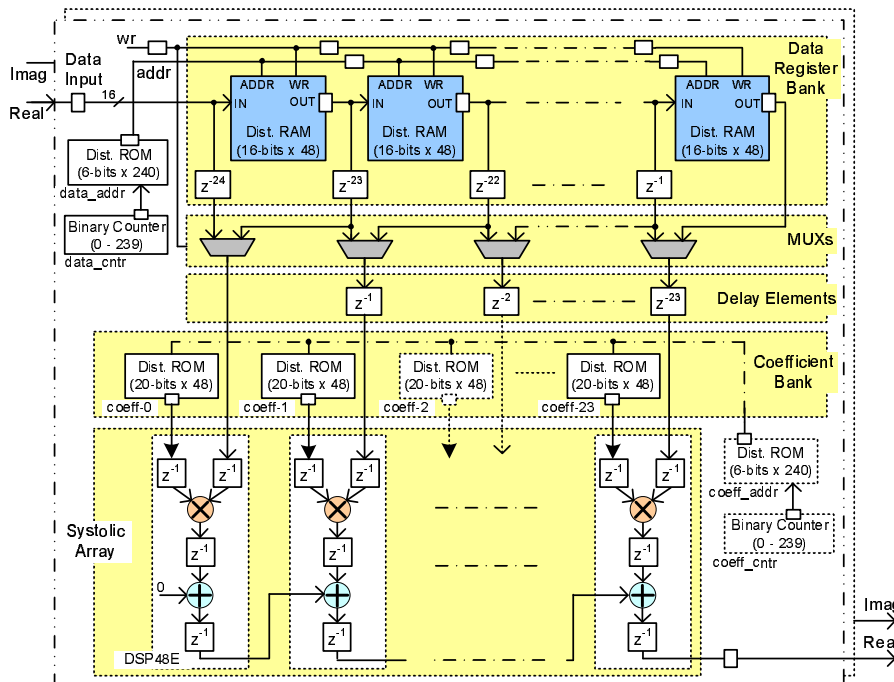 wr
Data
Register
Bank
Imag
Data
Input
addr
Real
16
ADDR WR
IN OUT
Dist. RAM
(16-bits x 48)
ADDR WR
IN OUT
Dist. RAM
(16-bits x 48)
ADDR WR
IN OUT
Dist. RAM
(16-bits x 48)
Dist. ROM
(6-bits x 240)
data_addr
z-24
z-23
z-22
z-1
Binary Counter
(0 - 239)
data_cntr
MUXs
z-1
z-2
z-23
Delay Elements
Dist. ROM
(20-bits x 48)
coeff-0
Dist. ROM
(20-bits x 48)
coeff-1
Dist. ROM
(20-bits x 48)
coeff-2
Dist. ROM
(20-bits x 48)
coeff-23
Coefficient
Bank
Dist. ROM
(6-bits x 240)
coeff_addr
Binary Counter
(0 - 239)
coeff_cntr
Systolic
Array
z-1 z-1
z-1 z-1
z-1 z-1
z-1
z-1
z-1
0
z-1
z-1
z-1
DSP48E
Imag
Real